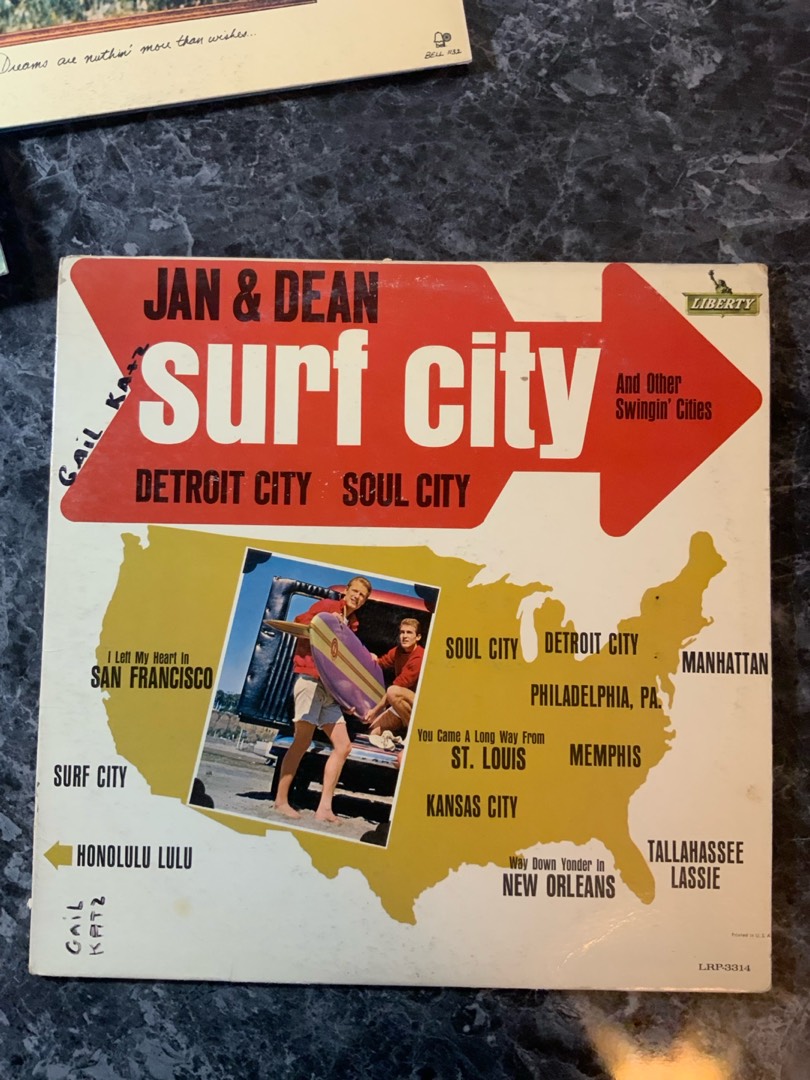 Dreams are nuthin' more than wishes...
BELL 1132
JAN & DEAN
LIBERTY
surf city
And Other
Swingin' Cities
GAIL KATZ
DETROIT CITY SOUL CITY
SOUL CITY
DETROIT CITY
I Left My Heart In
SAN FRANCISCO
MANHATTAN
PHILADELPHIA, PA.
You Came A Long Way From
ST. LOUIS
MEMPHIS
SURF CITY
KANSAS CITY
HONOLULU LULU
Way Down Yonder In
NEW ORLEANS
TALLAHASSEE
LASSIE
GAIL
KATZ
Printed in U.S.A.
LRP-3314